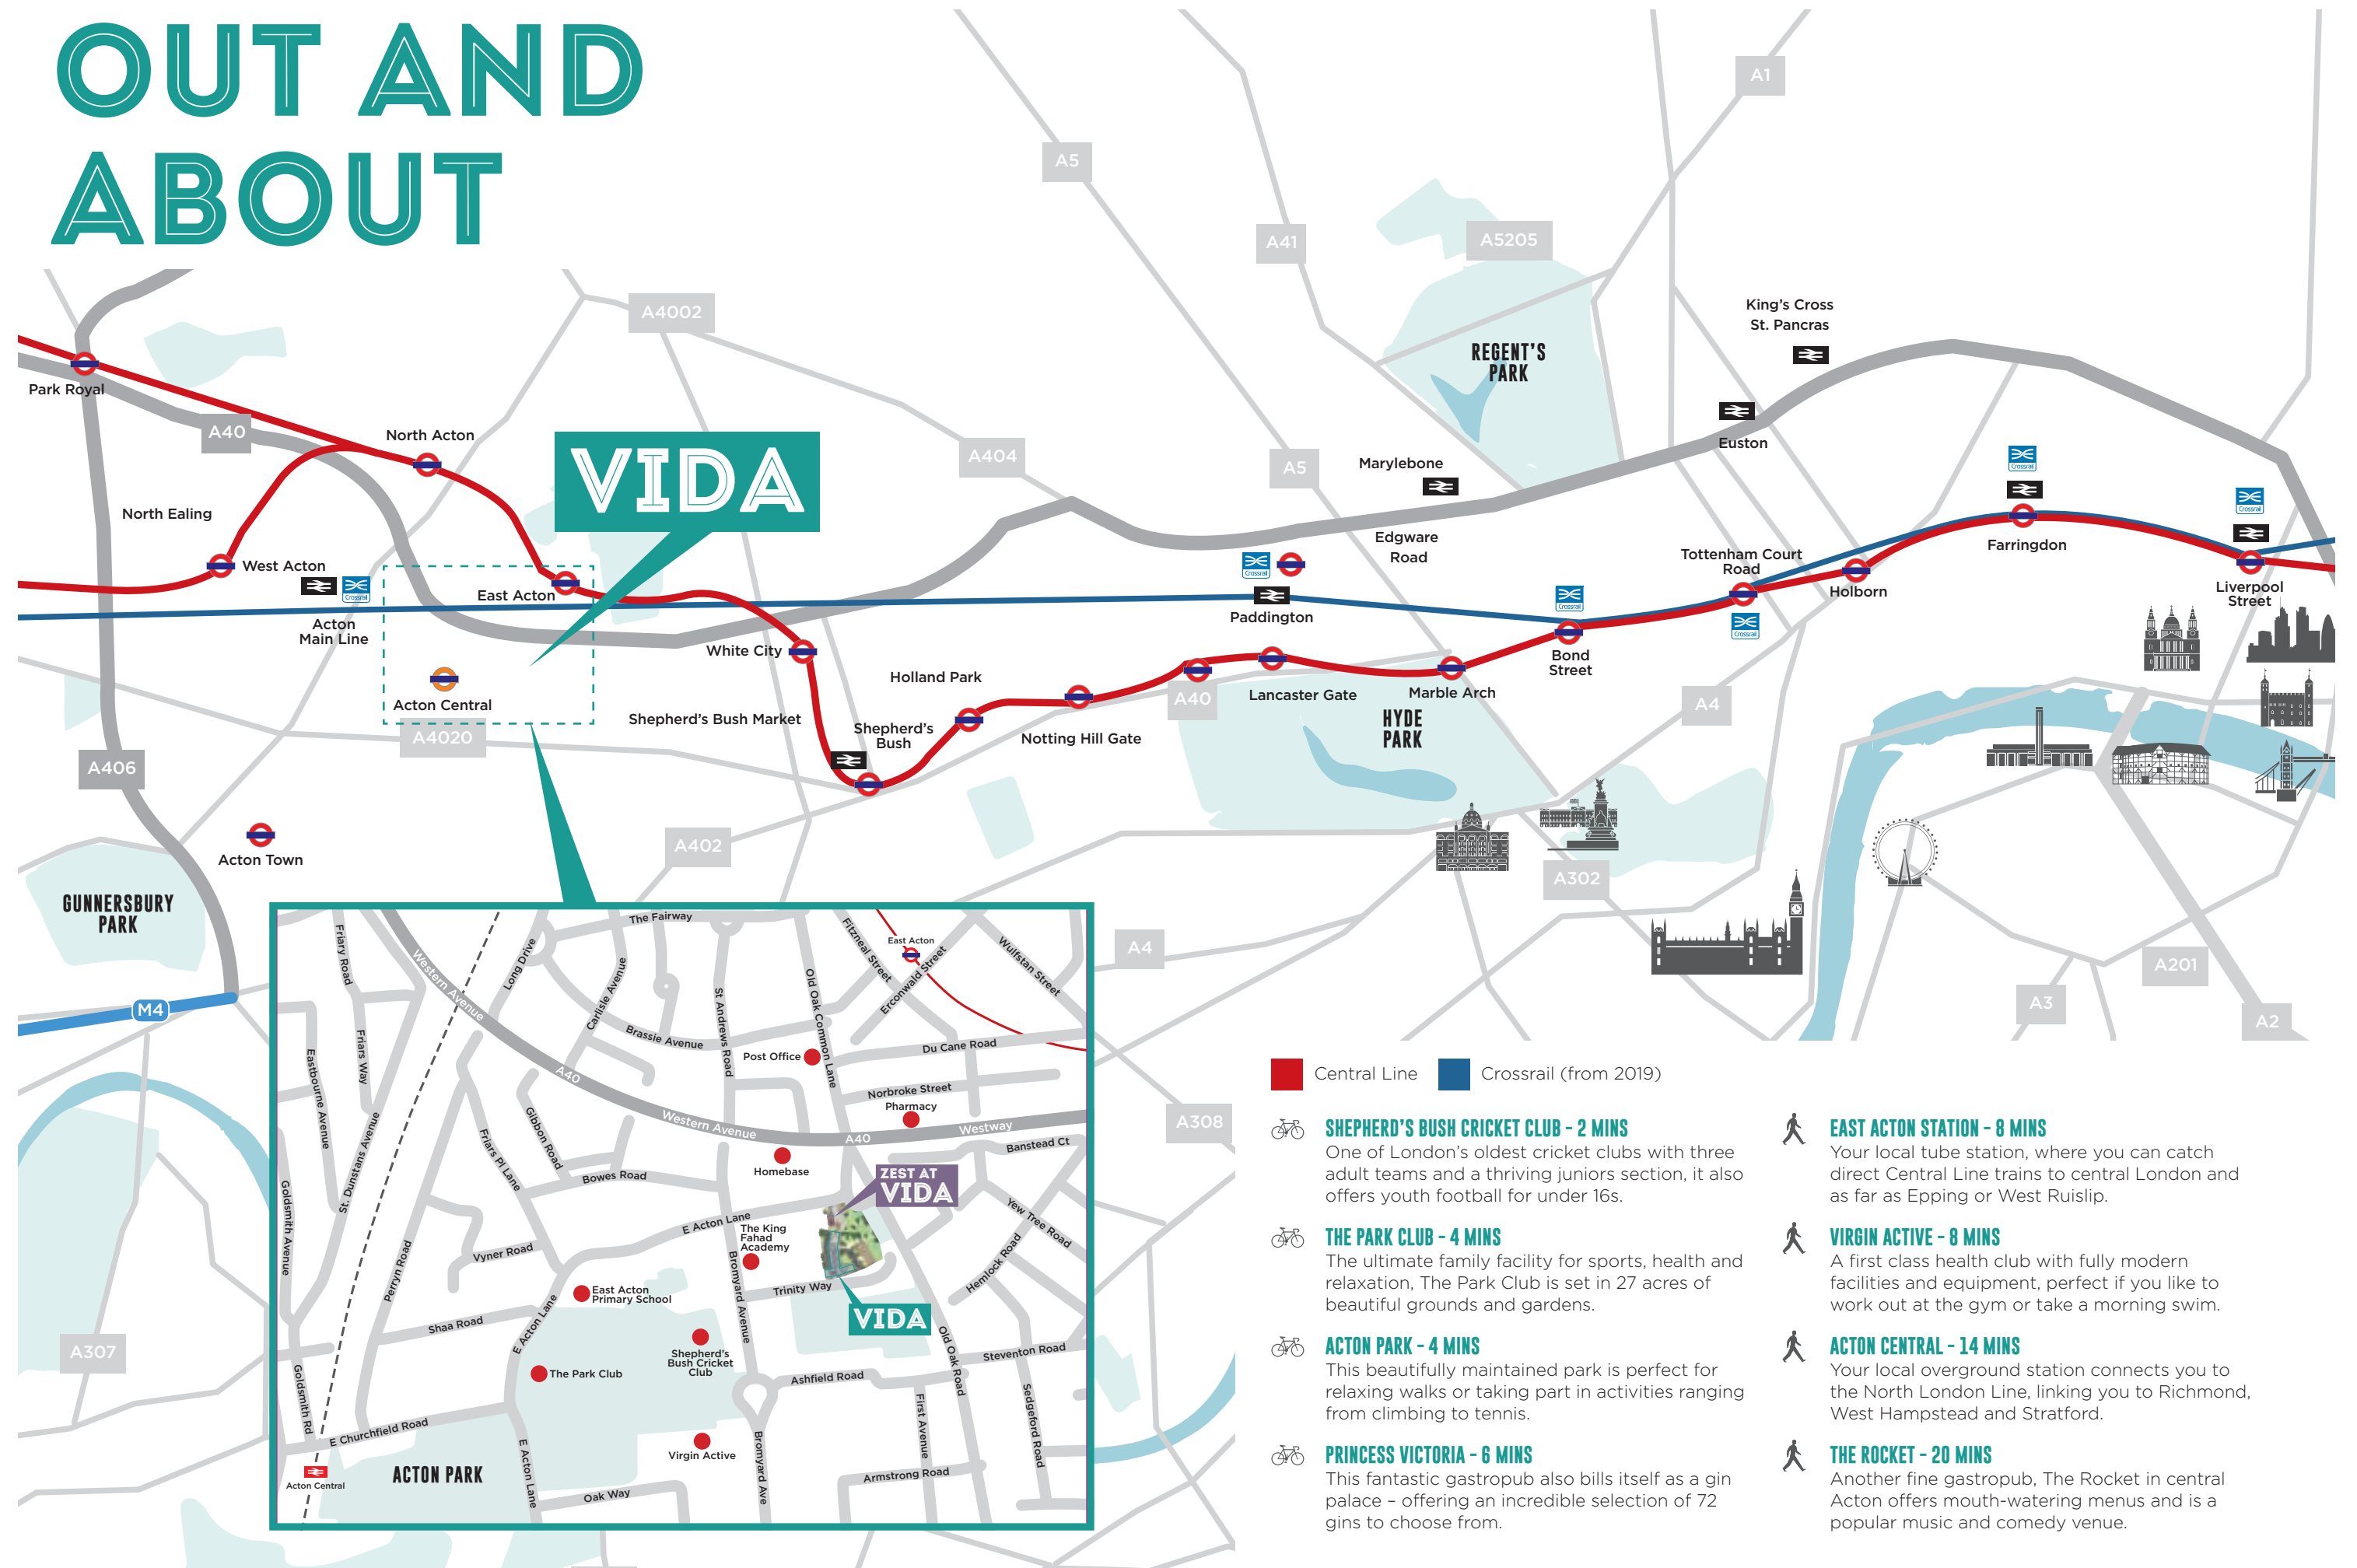 OUT AND
ABOUT
A1
A5
A41
A5205
A4002
King's Cross
St. Pancras
REGENT'S
PARK
Park Royal
A40
North Acton
VIDA
A404
A5
Marylebone
Euston
North Ealing
West Acton
Crossrail
Acton
Main Line
East Acton
Edgware
Road
Crossrail
Paddington
Crossrail
Tottenham Court
Road
Crossrail
Holborn
Crossrail
Farringdon
Crossrail
Liverpool
Street
White City
Holland Park
Acton Central
A4020
Shepherd's Bush Market
Shepherd's
Bush
Notting Hill Gate
A40
Lancaster Gate
Marble Arch
Bond
Street
HYDE
PARK
A4
A406
Acton Town
A402
A302
GUNNERSBURY
PARK
M4
A4
A201
A3
A2
A308
A307
The Fairway
Friary Road
Western Avenue
Long Drive
Carlisle Avenue
Fitzneal Street
East Acton
Erconwald Street
Wulfstan Street
Old Oak Common Lane
St Andrews Road
Brassie Avenue
Friars Way
Eastbourne Avenue
Post Office
Du Cane Road
A40
Norbroke Street
Pharmacy
Western Avenue
A40
Westway
Banstead Ct
Gibbon Road
Friars Pl Lane
St. Dunstans Avenue
Goldsmith Avenue
Homebase
Bowes Road
ZEST AT
VIDA
E Acton Lane
The King
Fahad
Academy
Yew Tree Road
Hemlock Road
Vyner Road
Perryn Road
Bromyard Avenue
Trinity Way
East Acton
Primary School
VIDA
Shaa Road
E Acton Lane
Shepherd's
Bush Cricket
Club
Old Oak Road
Steventon Road
The Park Club
Ashfield Road
Goldsmith Rd
First Avenue
Sedgeford Road
E Churchfield Road
E Acton Lane
Virgin Active
Bromyard Ave
Armstrong Road
Acton Central
ACTON PARK
Oak Way
Central Line
Crossrail (from 2019)
SHEPHERD'S BUSH CRICKET CLUB - 2 MINS
One of London's oldest cricket clubs with three
adult teams and a thriving juniors section, it also
offers youth football for under 16s.
THE PARK CLUB - 4 MINS
The ultimate family facility for sports, health and
relaxation, The Park Club is set in 27 acres of
beautiful grounds and gardens.
ACTON PARK - 4 MINS
This beautifully maintained park is perfect for
relaxing walks or taking part in activities ranging
from climbing to tennis.
PRINCESS VICTORIA - 6 MINS
This fantastic gastropub also bills itself as a gin
palace – offering an incredible selection of 72
gins to choose from.
EAST ACTON STATION - 8 MINS
Your local tube station, where you can catch
direct Central Line trains to central London and
as far as Epping or West Ruislip.
VIRGIN ACTIVE - 8 MINS
A first class health club with fully modern
facilities and equipment, perfect if you like to
work out at the gym or take a morning swim.
ACTON CENTRAL - 14 MINS
Your local overground station connects you to
the North London Line, linking you to Richmond,
West Hampstead and Stratford.
THE ROCKET - 20 MINS
Another fine gastropub, The Rocket in central
Acton offers mouth-watering menus and is a
popular music and comedy venue.